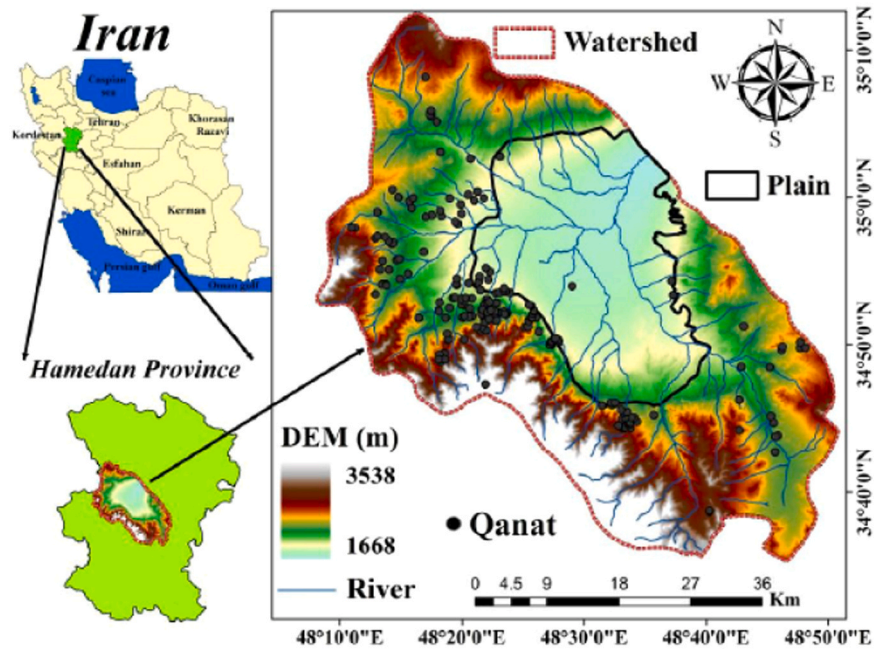 Iran
Caspian
sea
Tehran
Kordestan
Khorasan
Razavi
Esfahan
Kerman
Shiraz
Persian gulf
Oman gulf
Hamedan Province
Watershed
N
W
E
S
Plain
DEM (m)
3538
1668
Qanat
River
0 4.5 9 18 27 36
Km
35°10'0"N
35°0'0"N
34°50'0"N
34°40'0"N
48°10'0"E 48°20'0"E 48°30'0"E 48°40'0"E 48°50'0"E